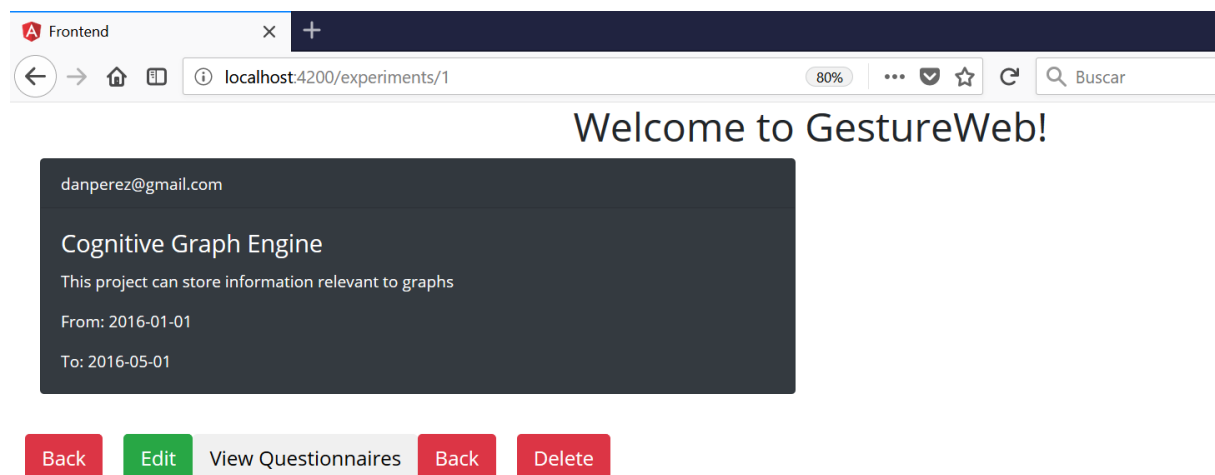 Frontend
localhost:4200/experiments/1 80% Buscar
Welcome to GestureWeb!
danperez@gmail.com
Cognitive Graph Engine
This project can store information relevant to graphs
From: 2016-01-01
To: 2016-05-01
Back Edit View Questionnaires Back Delete